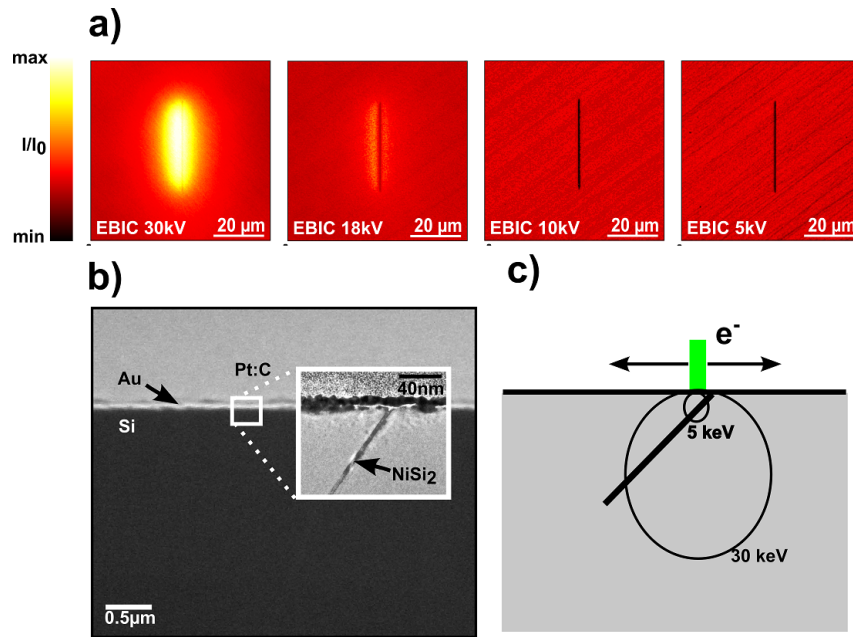 a)
max
I/I0
min
EBIC 30kV
20 µm
EBIC 18kV
20 µm
EBIC 10kV
20 µm
EBIC 5kV
20 µm
b)
Au
Pt:C
Si
40nm
NiSi2
0.5µm
c)
e-
5 keV
30 keV